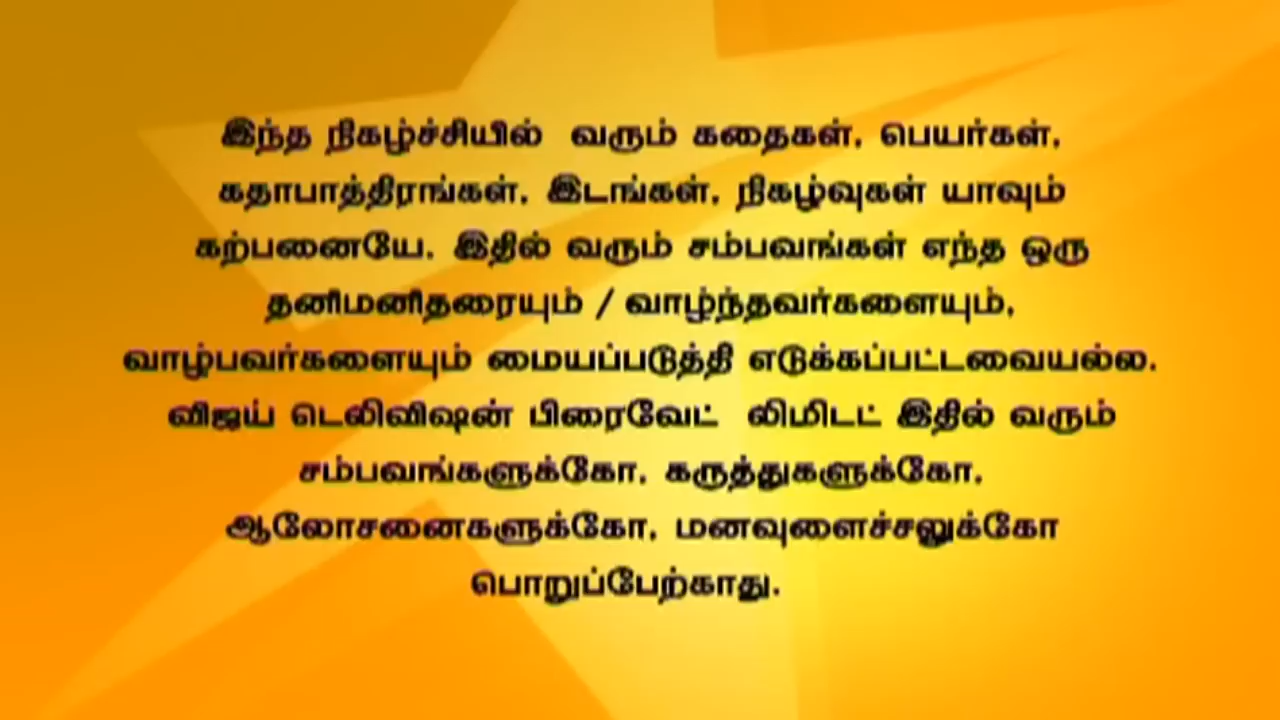 இந்த நிகழ்ச்சியில் வரும் கதைகள், பெயர்கள்,
கதாபாத்திரங்கள், இடங்கள், நிகழ்வுகள் யாவும்
கற்பனையே. இதில் வரும் சம்பவங்கள் எந்த ஒரு
தனிமனிதரையும் / வாழ்ந்தவர்களையும்,
வாழ்பவர்களையும் மையப்படுத்தி எடுக்கப்பட்டவையல்ல.
விஜய் டெலிவிஷன் பிரைவேட் லிமிடட் இதில் வரும்
சம்பவங்களுக்கோ, கருத்துகளுக்கோ,
ஆலோசனைகளுக்கோ, மனவுளைச்சலுக்கோ
பொறுப்பேற்காது.